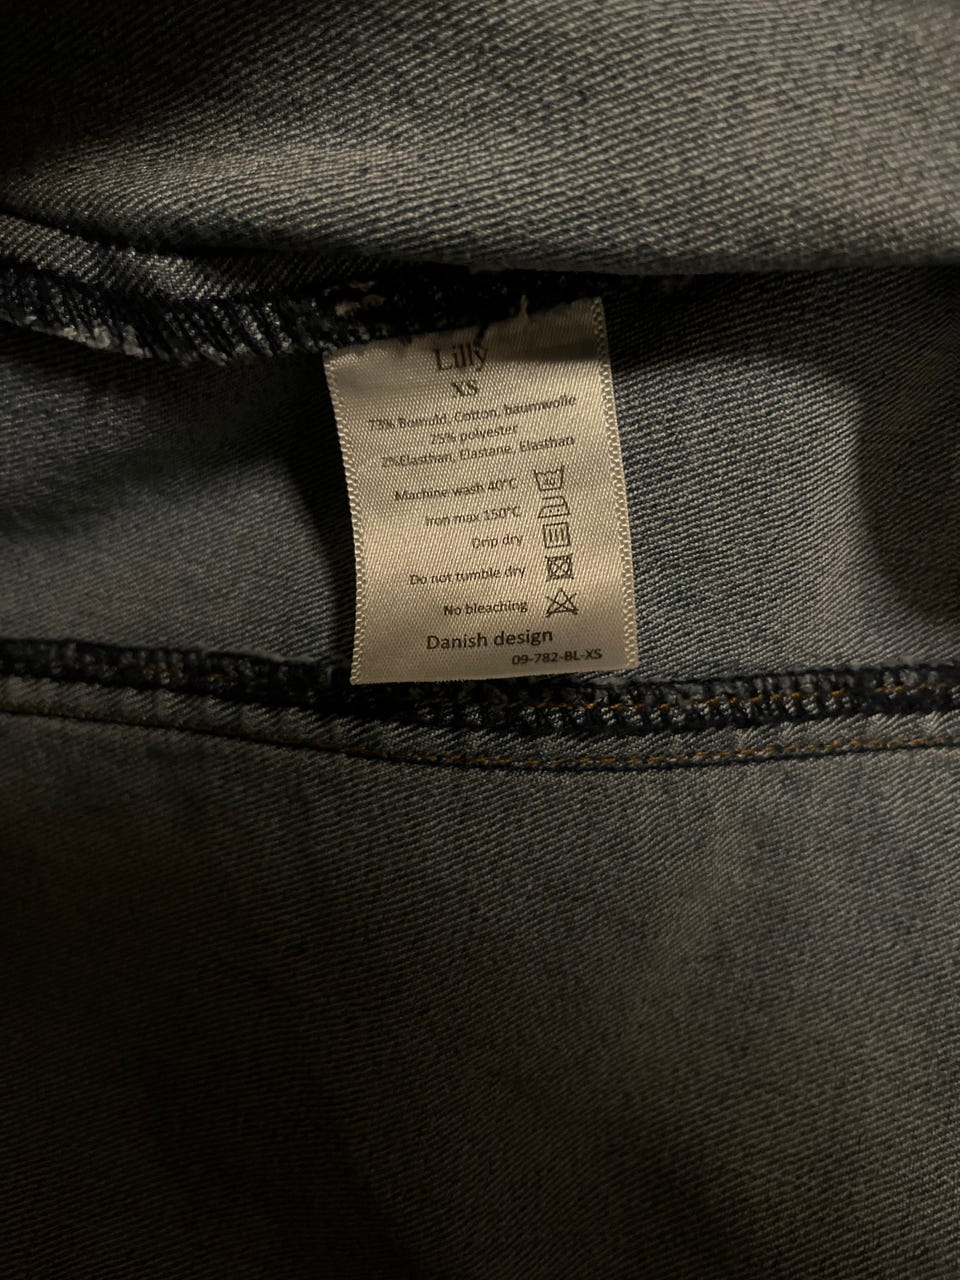 Lilly
XS
73% Bomuld, Cotton, baumwolle
25% polyester
2%Elasthan, Elastane, Elasthan
Machine wash 40°C
Iron max 150°C
Drip dry
Do not tumble dry
No bleaching
Danish design
09-782-BL-XS